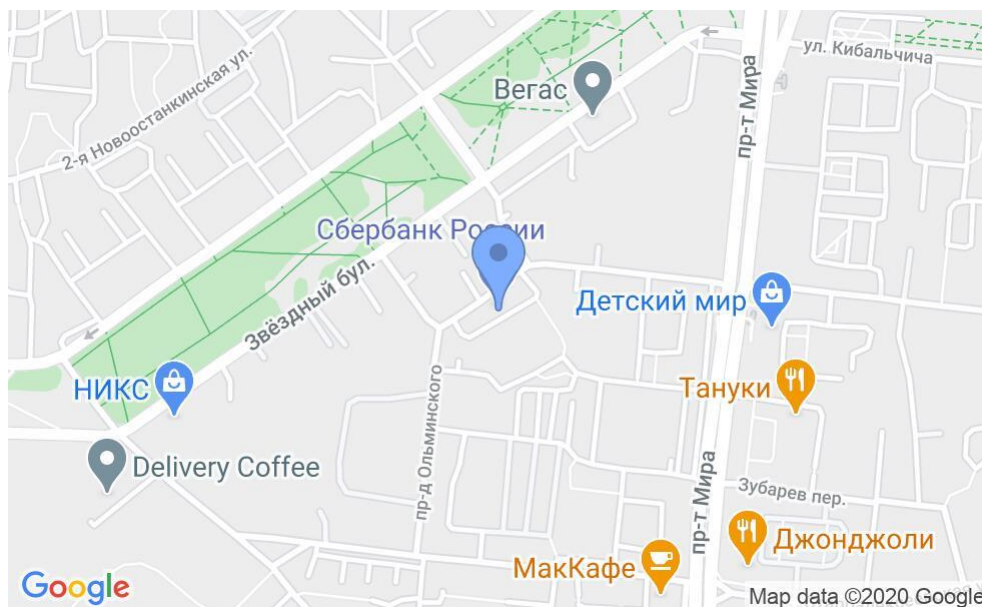 ул. Кибальчича
пр-т Мира
Вегас
2-я Новоостанкинская ул.
Сбербанк России
Звёздный бул.
Детский мир
НИКС
Тануки
пр-д Ольминского
Delivery Coffee
пр-т Мира
Зубарев пер.
Джонджоли
МакКафе
Google
Map data ©2020 Google